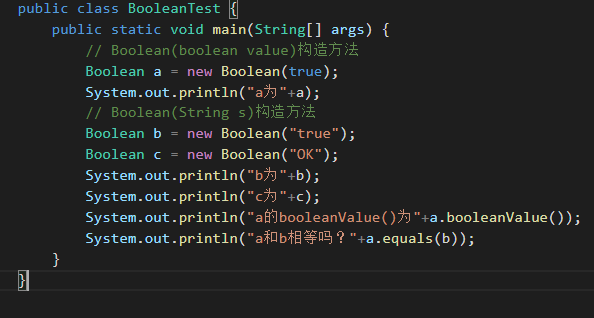 public class BooleanTest {
    public static void main(String[] args) {
        // Boolean(boolean value)构造方法
        Boolean a = new Boolean(true);
        System.out.println("a为"+a);
        // Boolean(String s)构造方法
        Boolean b = new Boolean("true");
        Boolean c = new Boolean("OK");
        System.out.println("b为"+b);
        System.out.println("c为"+c);
        System.out.println("a的booleanValue()为"+a.booleanValue());
        System.out.println("a和b相等吗？"+a.equals(b));
    }
}